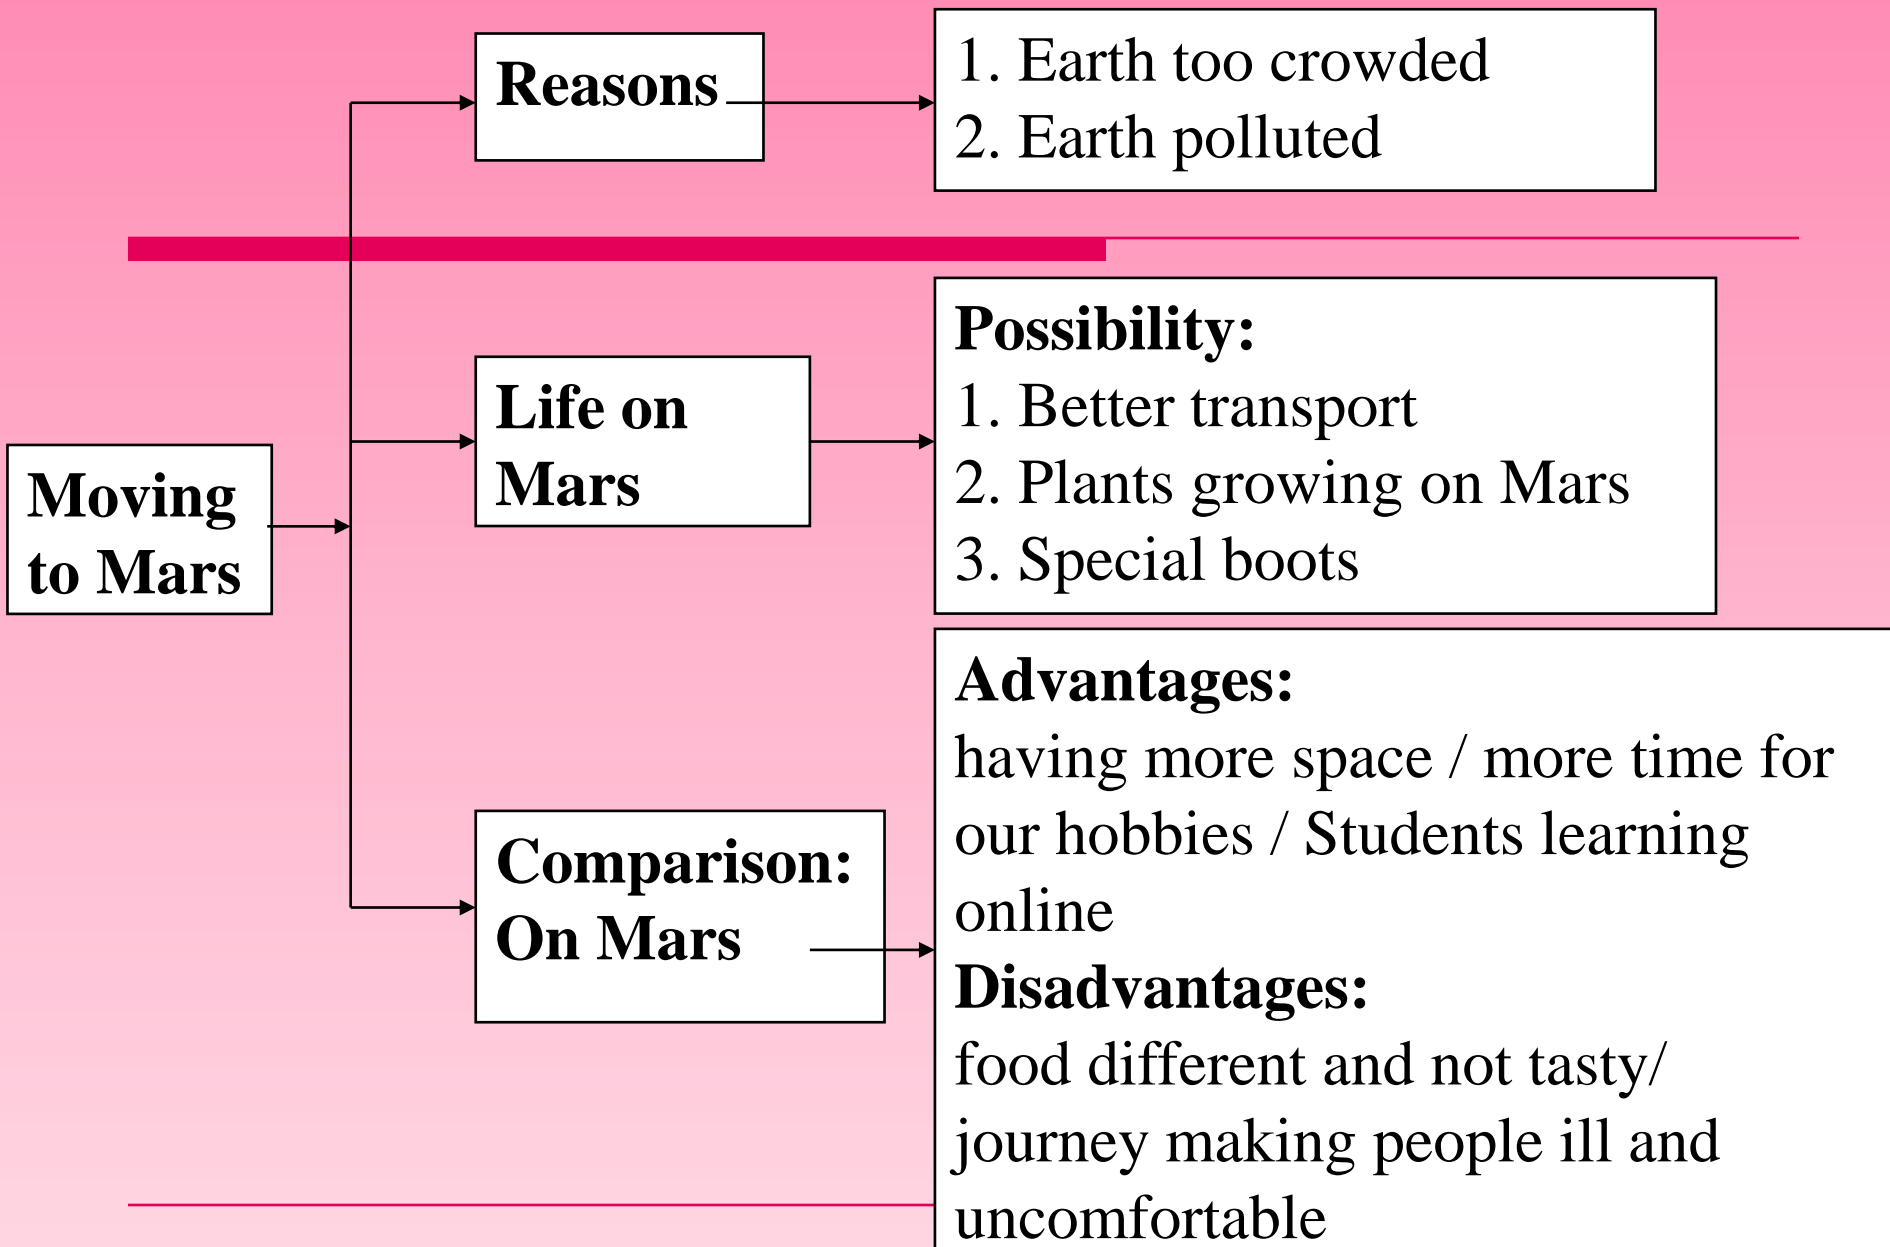 Moving
to Mars
Reasons
1. Earth too crowded
2. Earth polluted
Life on
Mars
Possibility:
1. Better transport
2. Plants growing on Mars
3. Special boots
Comparison:
On Mars
Advantages:
having more space / more time for
our hobbies / Students learning
online
Disadvantages:
food different and not tasty/
journey making people ill and
uncomfortable